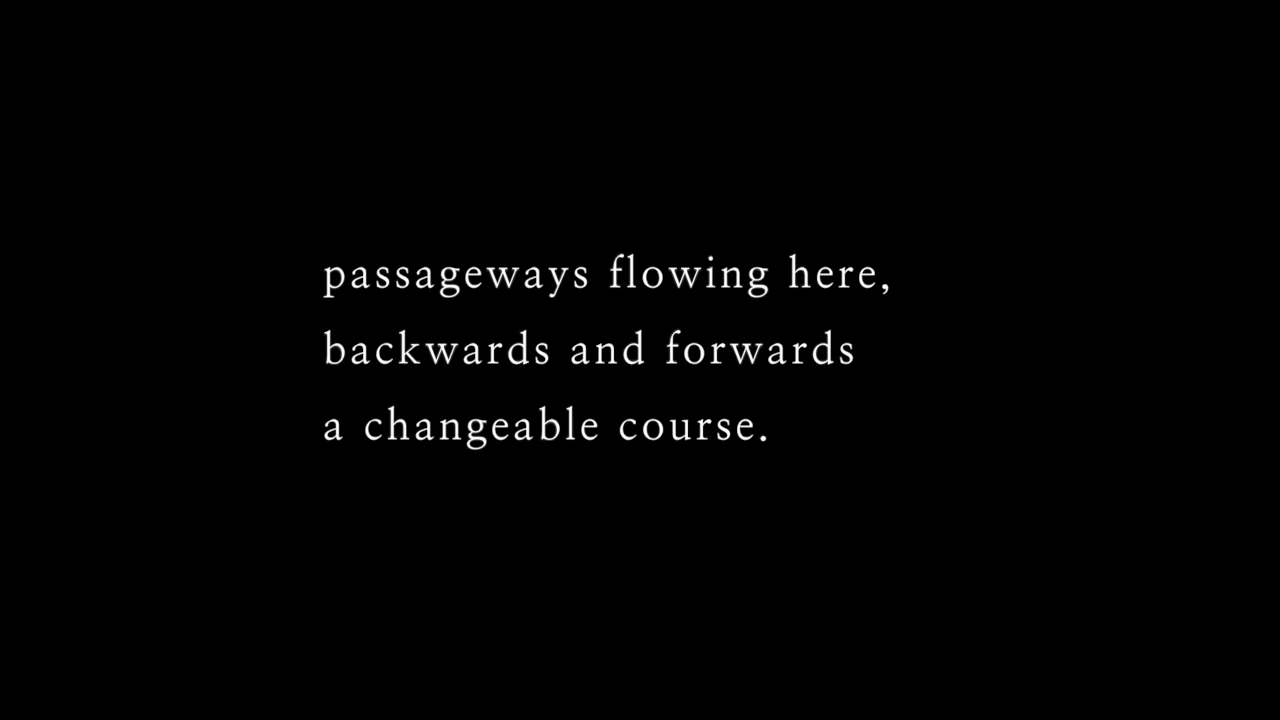 passageways flowing here,
backwards and forwards
a changeable course.